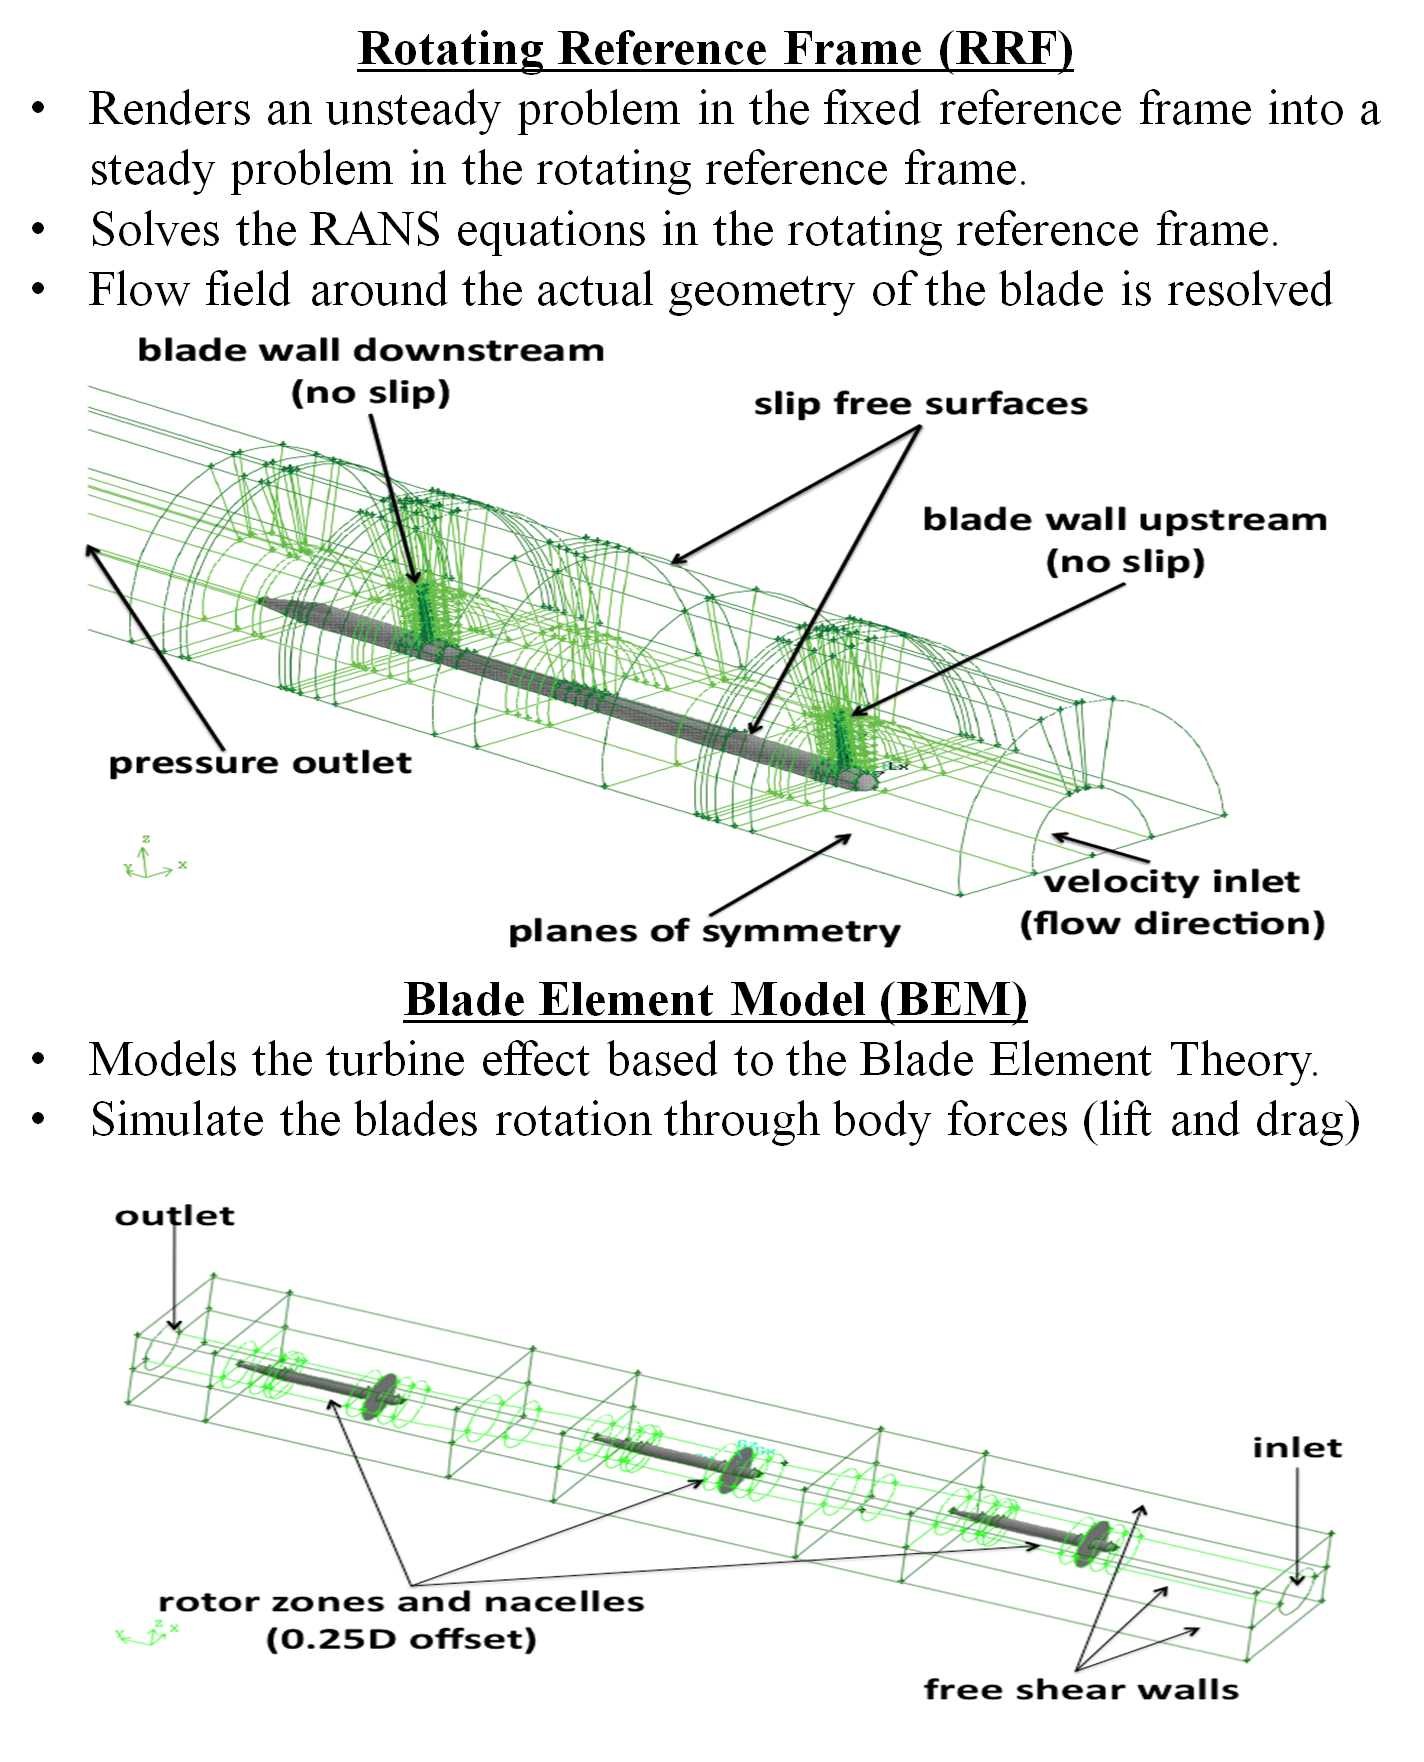 Rotating Reference Frame (RRF)
• Renders an unsteady problem in the fixed reference frame into a
steady problem in the rotating reference frame.
• Solves the RANS equations in the rotating reference frame.
• Flow field around the actual geometry of the blade is resolved
blade wall downstream
(no slip)
slip free surfaces
blade wall upstream
(no slip)
pressure outlet
z
Y
x
velocity inlet
(flow direction)
planes of symmetry
Blade Element Model (BEM)
• Models the turbine effect based to the Blade Element Theory.
• Simulate the blades rotation through body forces (lift and drag)
outlet
inlet
rotor zones and nacelles
(0.25D offset)
Y
z
x
free shear walls